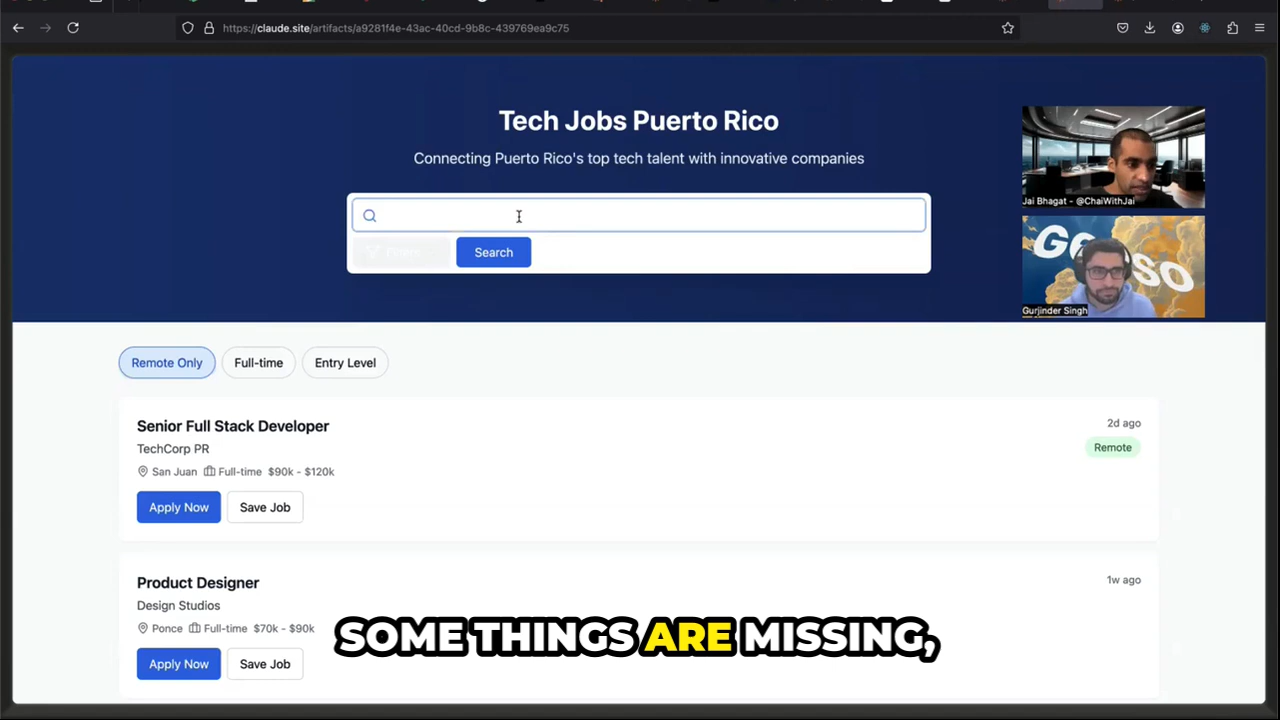 https://claude.site/artifacts/a9281f4e-43ac-40cd-9b8c-439769ea9c75
Tech Jobs Puerto Rico
Connecting Puerto Rico's top tech talent with innovative companies
Jai Bhagat - @ChaiWithJai
Filters
Search
GenSO
Gurjinder Singh
Remote Only
Full-time
Entry Level
Senior Full Stack Developer
2d ago
TechCorp PR
Remote
San Juan Full-time $90k - $120k
Apply Now
Save Job
Product Designer
1w ago
Design Studios
Ponce Full-time $70k - $90k
SOME THINGS ARE MISSING,
Apply Now
Save Job